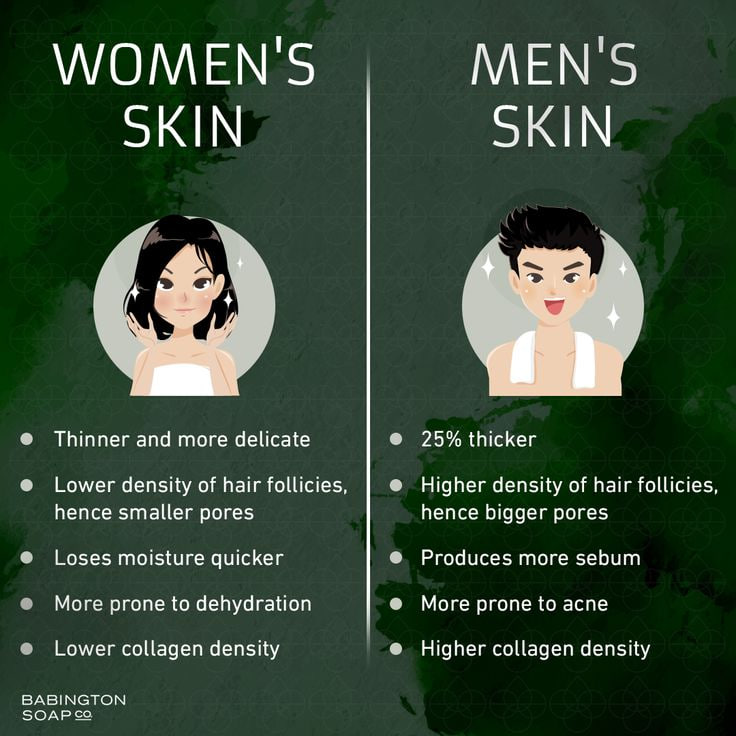 WOMEN'S
SKIN
Thinner and more delicate
Lower density of hair follicies,
hence smaller pores
Loses moisture quicker
More prone to dehydration
Lower collagen density
MEN'S
SKIN
25% thicker
Higher density of hair follicies,
hence bigger pores
Produces more sebum
More prone to acne
Higher collagen density
BABINGTON
SOAP CO.